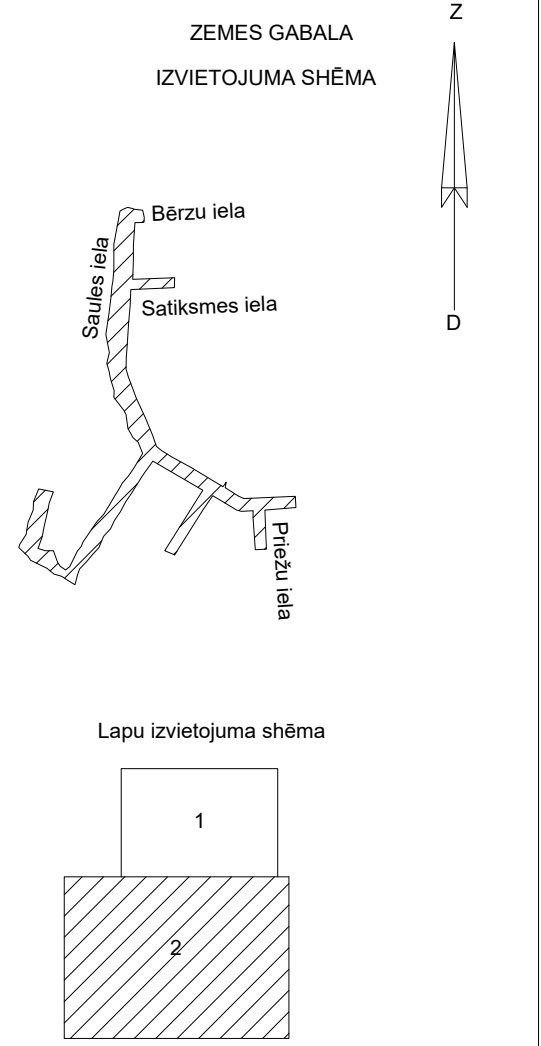 ZEMES GABALA
IZVIETOJUMA SHĒMA
Z
D
Bērzu iela
Saules iela
Satiksmes iela
Priežu iela
Lapu izvietojuma shēma
1
2